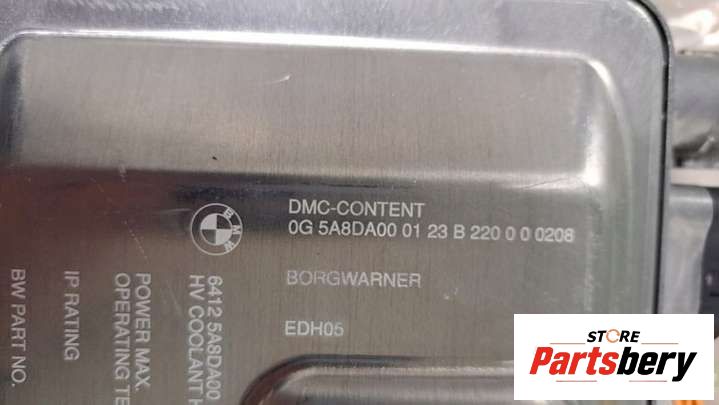 DMC-CONTENT
0G 5A8DA00 01 23 B 220 0 0 0208
BORGWARNER
EDH05
BMW
6412 5A8DA00
HV COOLANT H
POWER MAX.
OPERATING TE
IP RATING
BW PART NO.
STORE
Partsbery